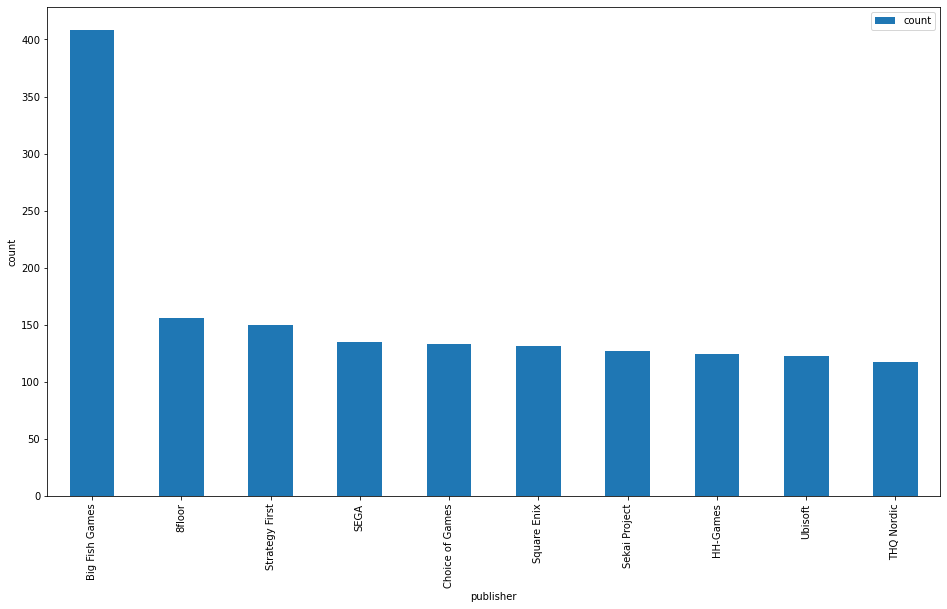 count
400
350
300
250
200
150
100
50
0
count
Big Fish Games
8floor
Strategy First
SEGA
Choice of Games
Square Enix
Sekai Project
HH-Games
Ubisoft
THQ Nordic
publisher